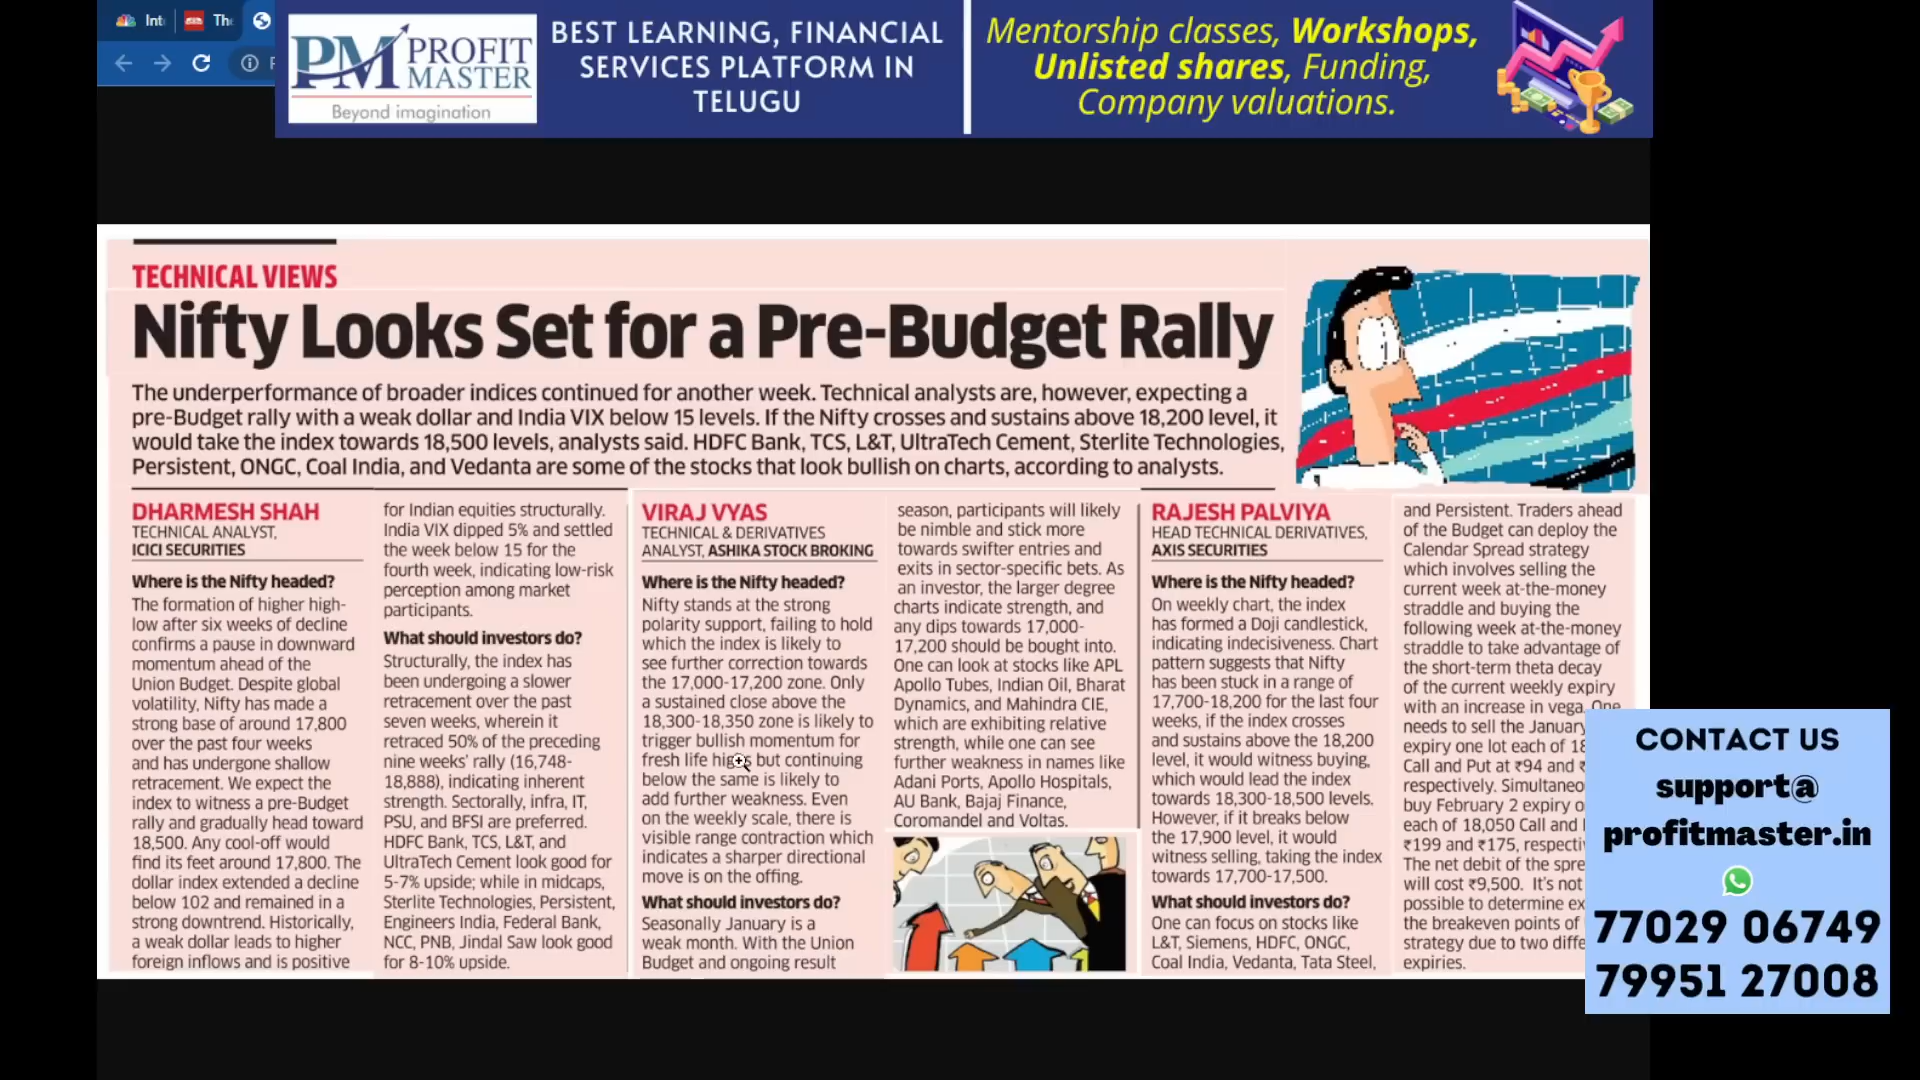 Int
Th
PM PROFIT
MASTER
Beyond imagination
BEST LEARNING, FINANCIAL
SERVICES PLATFORM IN
TELUGU
Mentorship classes, Workshops,
Unlisted shares, Funding,
Company valuations.
TECHNICAL VIEWS
Nifty Looks Set for a Pre-Budget Rally
The underperformance of broader indices continued for another week. Technical analysts are, however, expecting a
pre-Budget rally with a weak dollar and India VIX below 15 levels. If the Nifty crosses and sustains above 18,200 level, it
would take the index towards 18,500 levels, analysts said. HDFC Bank, TCS, L&T, UltraTech Cement, Sterlite Technologies,
Persistent, ONGC, Coal India, and Vedanta are some of the stocks that look bullish on charts, according to analysts.
DHARMESH SHAH
TECHNICAL ANALYST,
ICICI SECURITIES
Where is the Nifty headed?
The formation of higher high-
low after six weeks of decline
confirms a pause in downward
momentum ahead of the
Union Budget. Despite global
volatility, Nifty has made a
strong base of around 17,800
over the past four weeks
and has undergone shallow
retracement. We expect the
index to witness a pre-Budget
rally and gradually head toward
18,500. Any cool-off would
find its feet around 17,800. The
dollar index extended a decline
below 102 and remained in a
strong downtrend. Historically,
a weak dollar leads to higher
foreign inflows and is positive
for Indian equities structurally.
India VIX dipped 5% and settled
the week below 15 for the
fourth week, indicating low-risk
perception among market
participants.
What should investors do?
Structurally, the index has
been undergoing a slower
retracement over the past
seven weeks, wherein it
retraced 50% of the preceding
nine weeks' rally (16,748-
18,888), indicating inherent
strength. Sectorally, infra, IT,
PSU, and BFSI are preferred.
HDFC Bank, TCS, L&T, and
UltraTech Cement look good for
5-7% upside; while in midcaps,
Sterlite Technologies, Persistent,
Engineers India, Federal Bank,
NCC, PNB, Jindal Saw look good
for 8-10% upside.
VIRAJ VYAS
TECHNICAL & DERIVATIVES
ANALYST, ASHIKA STOCK BROKING
Where is the Nifty headed?
Nifty stands at the strong
polarity support, failing to hold
which the index is likely to
see further correction towards
the 17,000-17,200 zone. Only
a sustained close above the
18,300-18,350 zone is likely to
trigger bullish momentum for
fresh life highs but continuing
below the same is likely to
add further weakness. Even
on the weekly scale, there is
visible range contraction which
indicates a sharper directional
move is on the offing.
What should investors do?
Seasonally January is a
weak month. With the Union
Budget and ongoing result
season, participants will likely
be nimble and stick more
towards swifter entries and
exits in sector-specific bets. As
an investor, the larger degree
charts indicate strength, and
any dips towards 17,000-
17,200 should be bought into.
One can look at stocks like APL
Apollo Tubes, Indian Oil, Bharat
Dynamics, and Mahindra CIE,
which are exhibiting relative
strength, while one can see
further weakness in names like
Adani Ports, Apollo Hospitals,
AU Bank, Bajaj Finance,
Coromandel and Voltas.
RAJESH PALVIYA
HEAD TECHNICAL DERIVATIVES,
AXIS SECURITIES
Where is the Nifty headed?
On weekly chart, the index
has formed a Doji candlestick,
indicating indecisiveness. Chart
pattern suggests that Nifty
has been stuck in a range of
17,700-18,200 for the last four
weeks, if the index crosses
and sustains above the 18,200
level, it would witness buying,
which would lead the index
towards 18,300-18,500 levels.
However, if it breaks below
the 17,900 level, it would
witness selling, taking the index
towards 17,700-17,500.
What should investors do?
One can focus on stocks like
L&T, Siemens, HDFC, ONGC,
Coal India, Vedanta, Tata Steel,
and Persistent. Traders ahead
of the Budget can deploy the
Calendar Spread strategy
which involves selling the
current week at-the-money
straddle and buying the
following week at-the-money
straddle to take advantage of
the short-term theta decay
of the current weekly expiry
with an increase in vega. One
needs to sell the January
expiry one lot each of 18
Call and Put at ₹94 and ₹
respectively. Simultaneo
buy February 2 expiry o
each of 18,050 Call and
₹199 and ₹175, respecti
The net debit of the spre
will cost ₹9,500. It's not
possible to determine ex
the breakeven points of
strategy due to two diffe
expiries.
CONTACT US
support@
profitmaster.in
77029 06749
79951 27008